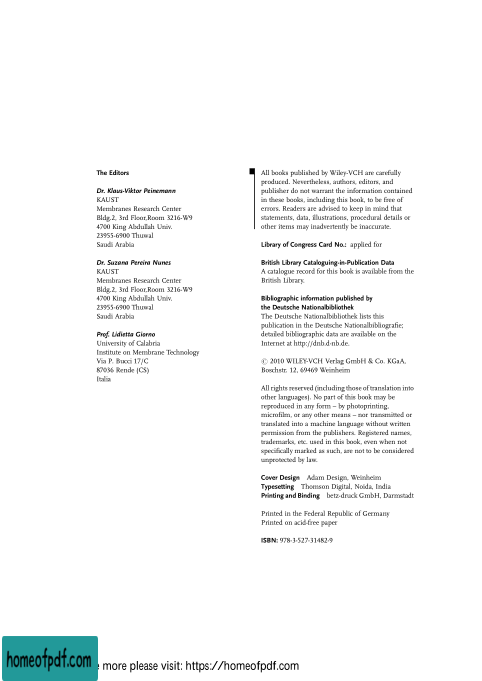 The Editors
Dr. Klaus-Viktor Peinemann
KAUST
Membranes Research Center
Bldg.2, 3rd Floor,Room 3216-W9
4700 King Abdullah Univ.
23955-6900 Thuwal
Saudi Arabia
Dr. Suzana Pereira Nunes
KAUST
Membranes Research Center
Bldg.2, 3rd Floor,Room 3216-W9
4700 King Abdullah Univ.
23955-6900 Thuwal
Saudi Arabia
Prof. Lidietta Giorno
University of Calabria
Institute on Membrane Technology
Via P. Bucci 17/C
87036 Rende (CS)
Italia
All books published by Wiley-VCH are carefully
produced. Nevertheless, authors, editors, and
publisher do not warrant the information contained
in these books, including this book, to be free of
errors. Readers are advised to keep in mind that
statements, data, illustrations, procedural details or
other items may inadvertently be inaccurate.
Library of Congress Card No.: applied for
British Library Cataloguing-in-Publication Data
A catalogue record for this book is available from the
British Library.
Bibliographic information published by
the Deutsche Nationalbibliothek
The Deutsche Nationalbibliothek lists this
publication in the Deutsche Nationalbibliografie;
detailed bibliographic data are available on the
Internet at http://dnb.d-nb.de.
© 2010 WILEY-VCH Verlag GmbH & Co. KGaA,
Boschstr. 12, 69469 Weinheim
All rights reserved (including those of translation into
other languages). No part of this book may be
reproduced in any form – by photoprinting,
microfilm, or any other means – nor transmitted or
translated into a machine language without written
permission from the publishers. Registered names,
trademarks, etc. used in this book, even when not
specifically marked as such, are not to be considered
unprotected by law.
Cover Design Adam Design, Weinheim
Typesetting Thomson Digital, Noida, India
Printing and Binding betz-druck GmbH, Darmstadt
Printed in the Federal Republic of Germany
Printed on acid-free paper
ISBN: 978-3-527-31482-9
homeofpdf.com
more please visit: https://homeofpdf.com